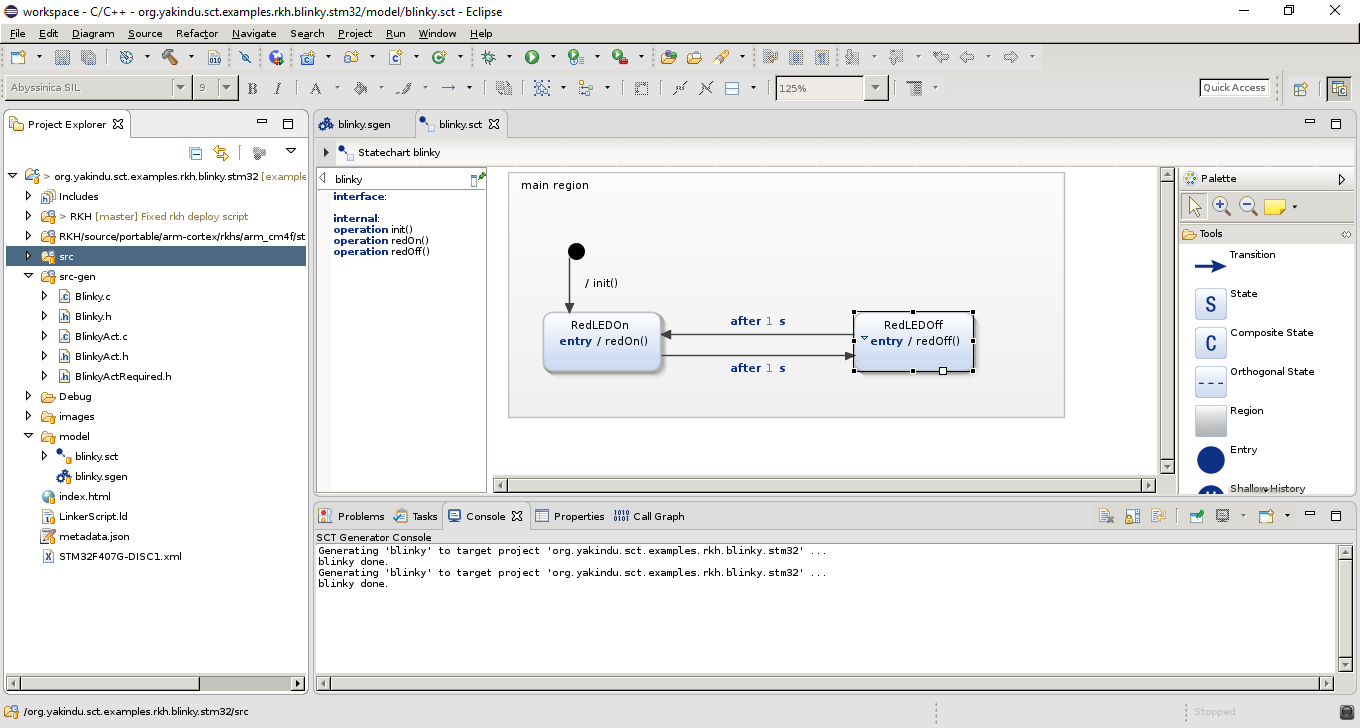 workspace - C/C++ - org.yakindu.sct.examples.rkh.blinky.stm32/model/blinky.sct - Eclipse
File Edit Diagram Source Refactor Navigate Search Project Run Window Help
Abyssinica SIL 9 B I A 125% Quick Access
Project Explorer
> org.yakindu.sct.examples.rkh.blinky.stm32 [example
Includes
> RKH [master] Fixed rkh deploy script
RKH/source/portable/arm-cortex/rkhs/arm_cm4f/st
src
src-gen
Blinky.c
Blinky.h
BlinkyAct.c
BlinkyAct.h
BlinkyActRequired.h
Debug
images
model
blinky.sct
blinky.sgen
index.html
LinkerScript.ld
metadata.json
STM32F407G-DISC1.xml
blinky.sgen blinky.sct
Statechart blinky
blinky
interface:
internal:
operation init()
operation redOn()
operation redOff()
main region
/ init()
RedLEDOn
entry / redOn()
after 1 s
after 1 s
RedLEDOff
entry / redOff()
Palette
Tools
Transition
S State
C Composite State
Orthogonal State
Region
Entry
Shallow History
Problems Tasks Console Properties Call Graph
SCT Generator Console
Generating 'blinky' to target project 'org.yakindu.sct.examples.rkh.blinky.stm32' ...
blinky done.
Generating 'blinky' to target project 'org.yakindu.sct.examples.rkh.blinky.stm32' ...
blinky done.
/org.yakindu.sct.examples.rkh.blinky.stm32/src
Stopped